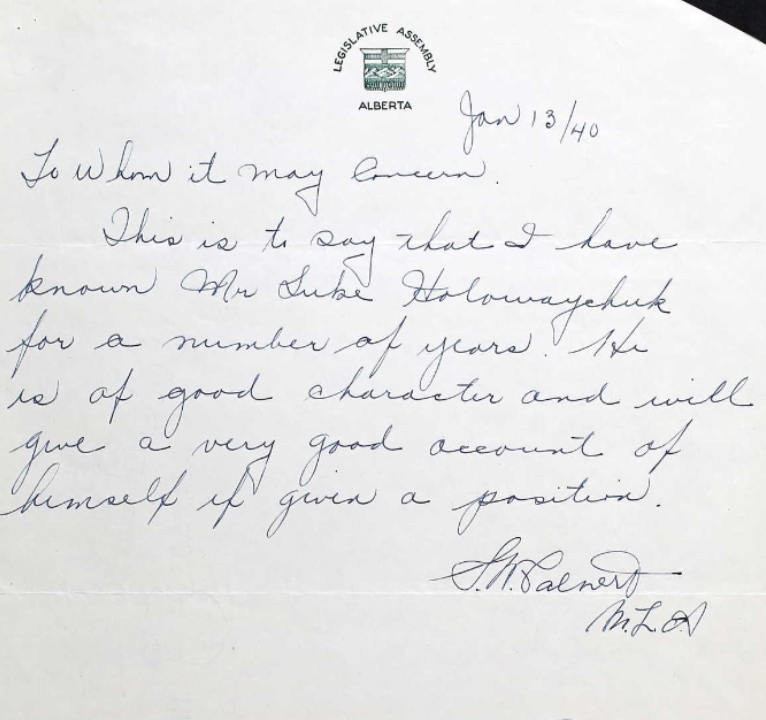 LEGISLATIVE ASSEMBLY
ALBERTA
Jan 13/40
To Whom it may Concern.
This is to say that I have
known Mr Luke Holowaychuk
for a number of years. He
is of good character and will
give a very good account of
himself if given a position.
M.L.A